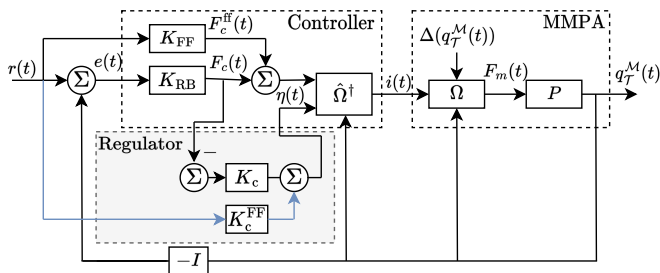 Controller
MMPA
r(t)
e(t)
Σ
K_FF
K_RB
F_c^ff(t)
F_c(t)
Σ
η(t)
Ω̂†
i(t)
Δ(q_𝒯^ℳ(t))
Ω
F_m(t)
P
q_𝒯^ℳ(t)
Regulator
−
Σ
K_c
Σ
K_c^FF
−I